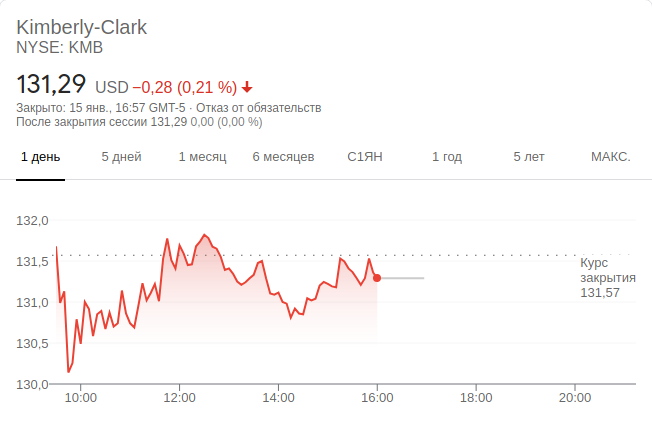 Kimberly-Clark
NYSE: KMB
131,29 USD −0,28 (0,21 %)
Закрыто: 15 янв., 16:57 GMT-5 · Отказ от обязательств
После закрытия сессии 131,29 0,00 (0,00 %)
1 день 5 дней 1 месяц 6 месяцев С1ЯН 1 год 5 лет МАКС.
132,0
131,5
131,0
130,5
130,0
Курс
закрытия
131,57
10:00 12:00 14:00 16:00 18:00 20:00